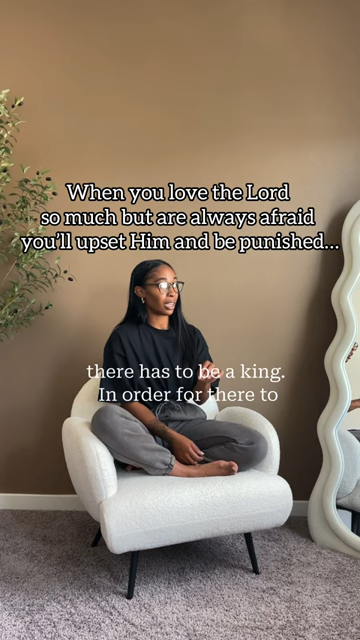 When you love the Lord
so much but are always afraid
you'll upset Him and be punished...
there has to be a king.
In order for there to